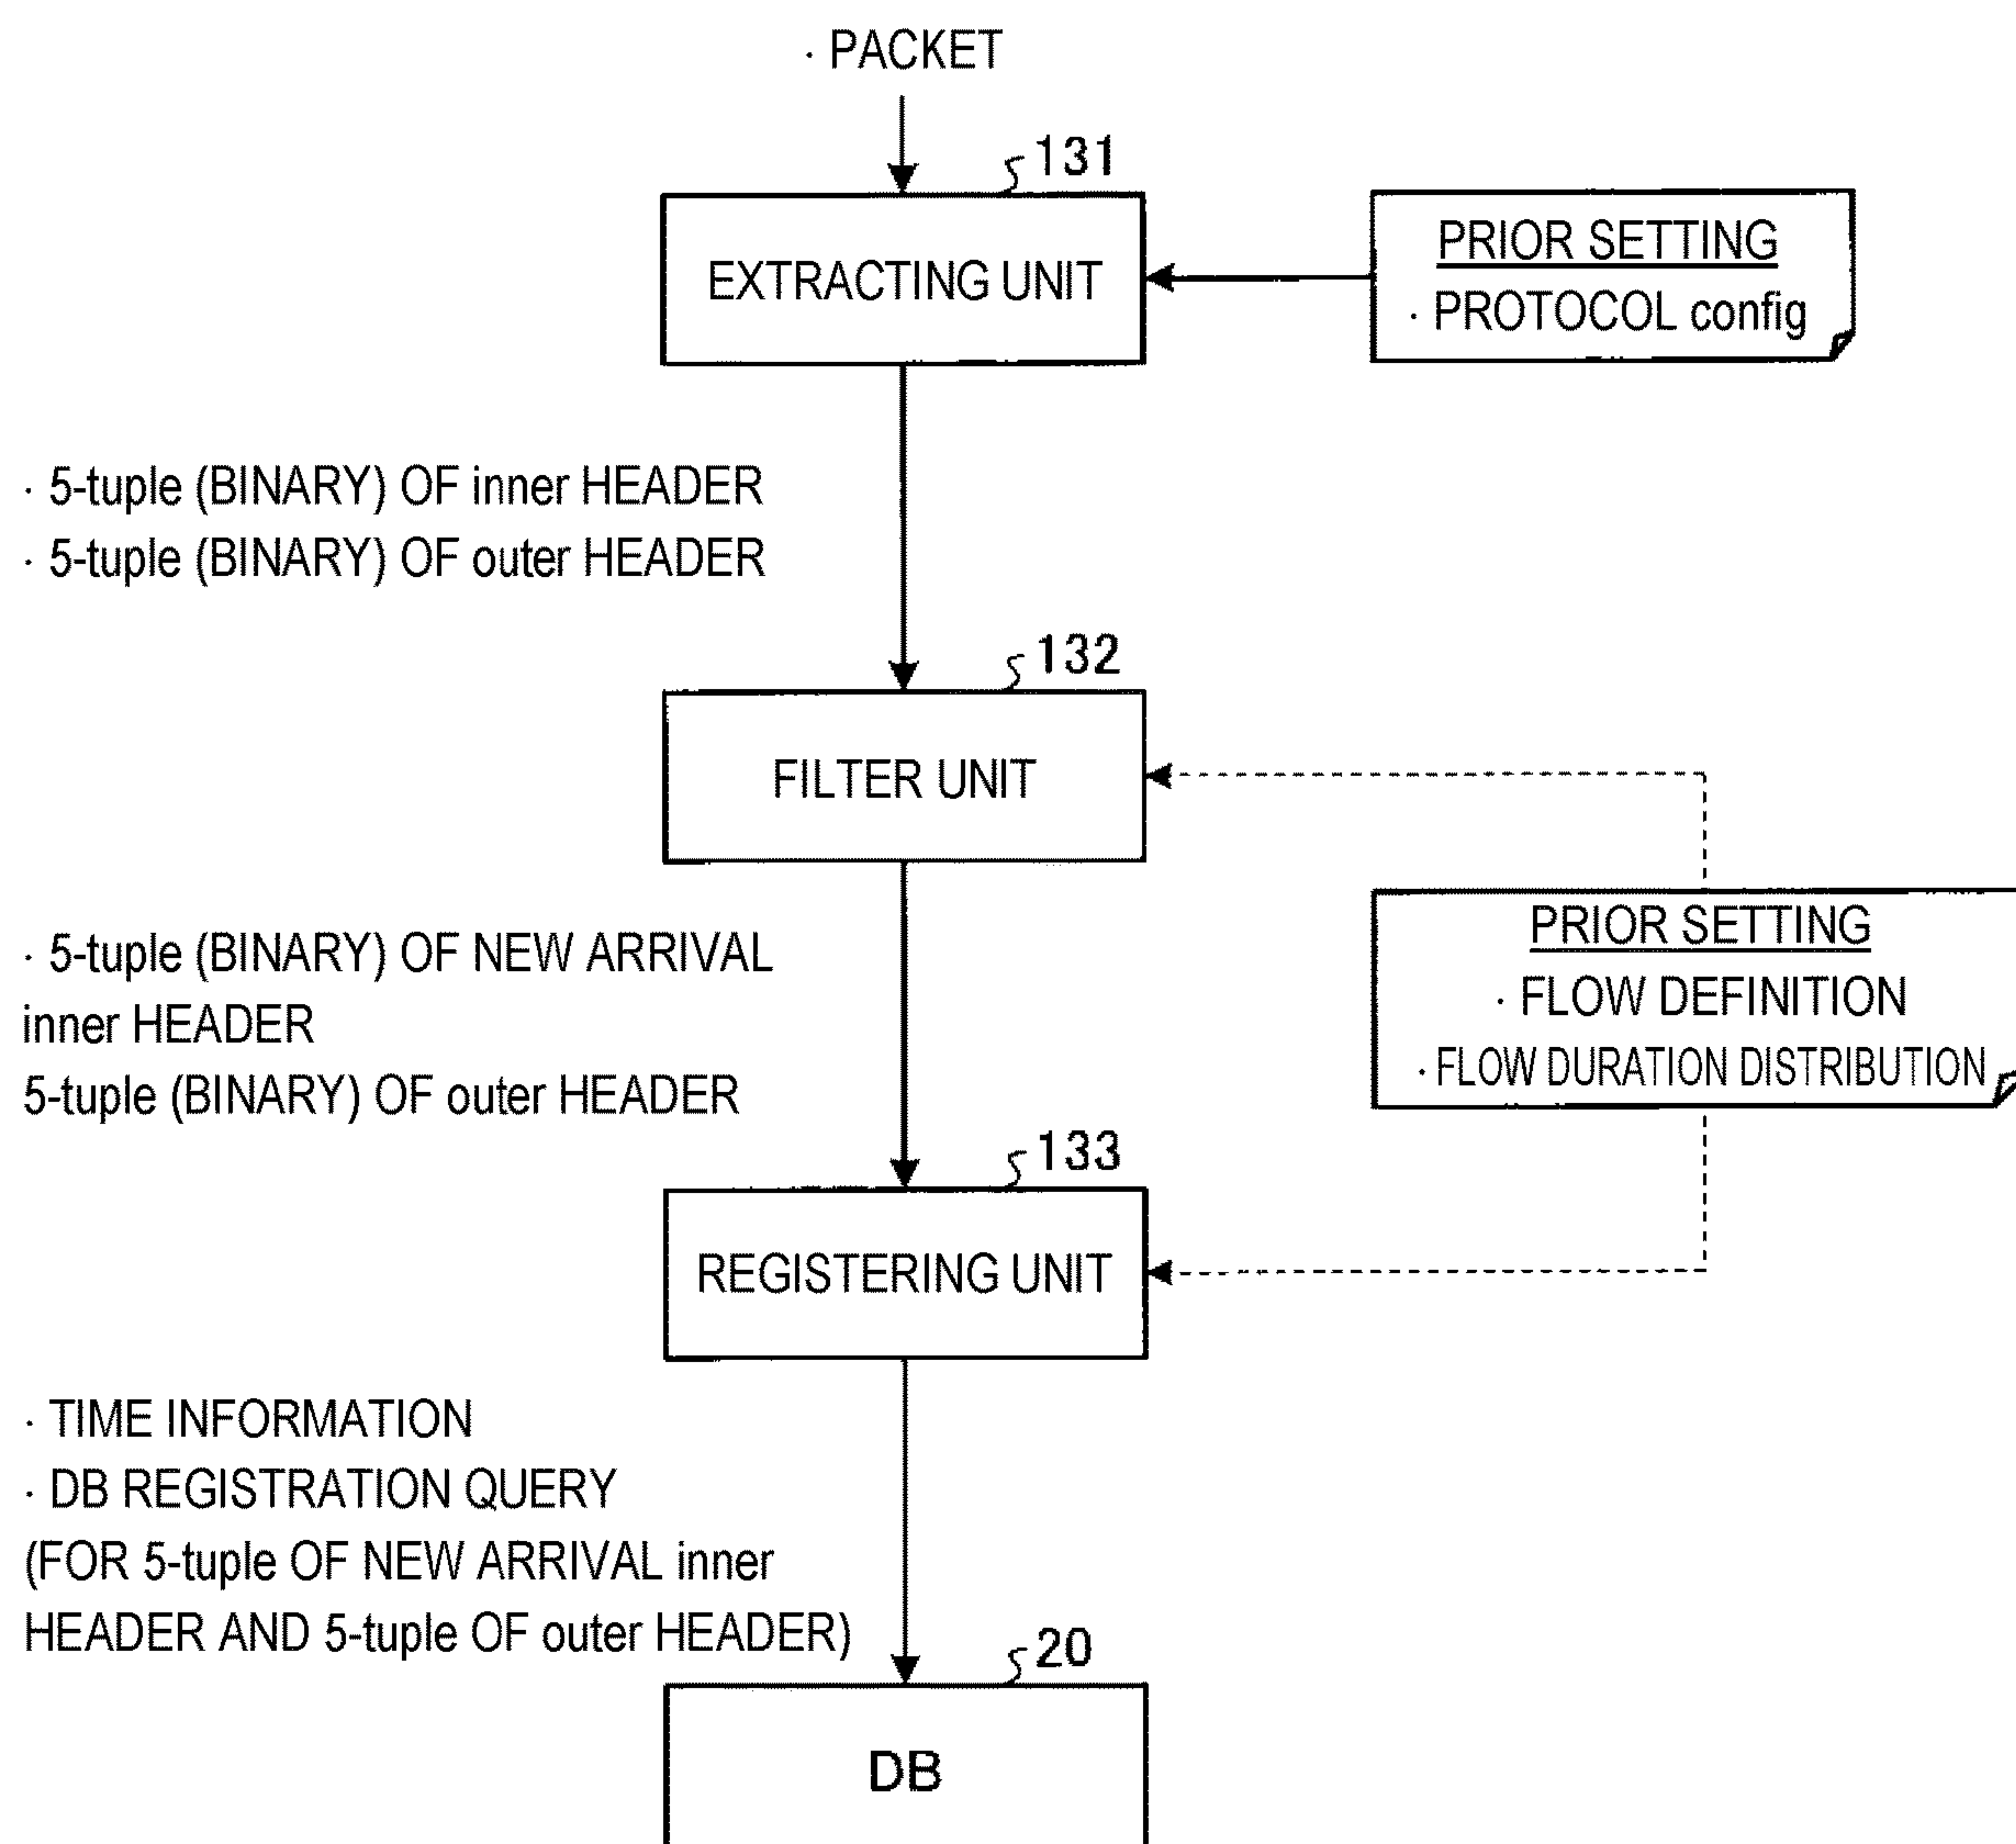 · PACKET
131
EXTRACTING UNIT
PRIOR SETTING
· PROTOCOL config
· 5-tuple (BINARY) OF inner HEADER
· 5-tuple (BINARY) OF outer HEADER
132
FILTER UNIT
· 5-tuple (BINARY) OF NEW ARRIVAL
inner HEADER
5-tuple (BINARY) OF outer HEADER
PRIOR SETTING
· FLOW DEFINITION
· FLOW DURATION DISTRIBUTION
133
REGISTERING UNIT
· TIME INFORMATION
· DB REGISTRATION QUERY
(FOR 5-tuple OF NEW ARRIVAL inner
HEADER AND 5-tuple OF outer HEADER)
20
DB